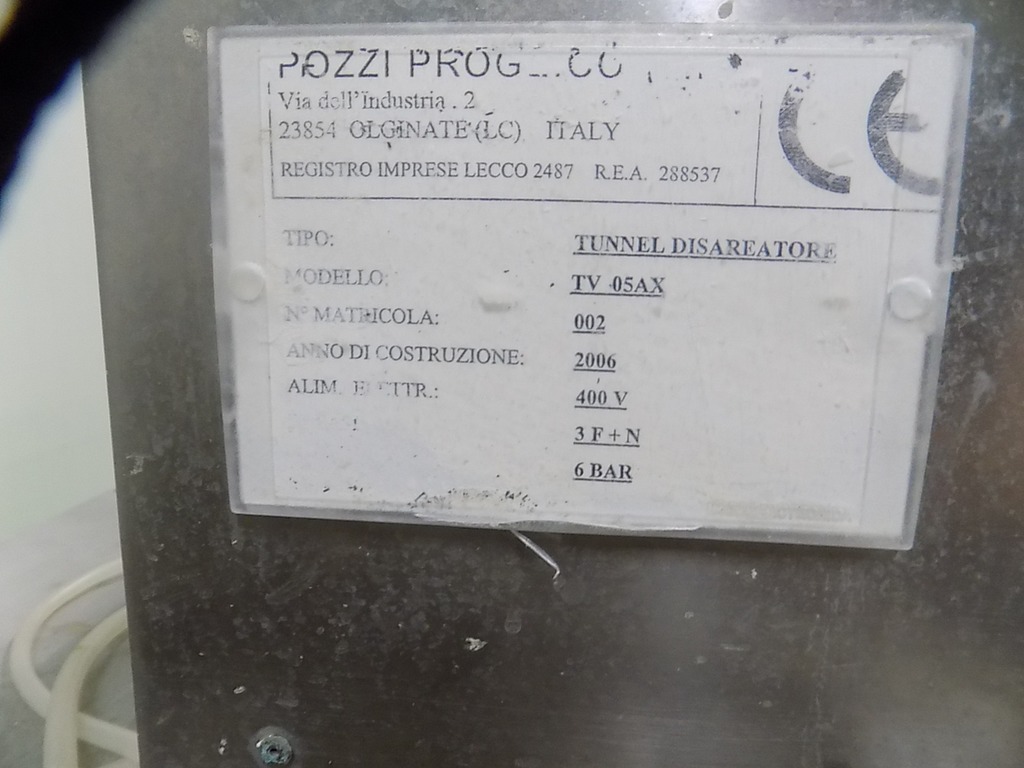 POZZI
Via dell'Industria . 2
23854 OLGINATE (LC) ITALY
REGISTRO IMPRESE LECCO 2487 R.E.A. 288537
CE
TIPO: TUNNEL DISAREATORE
MODELLO: TV 05AX
N° MATRICOLA: 002
ANNO DI COSTRUZIONE: 2006
ALIM. ELETTR.: 400 V
3 F + N
6 BAR